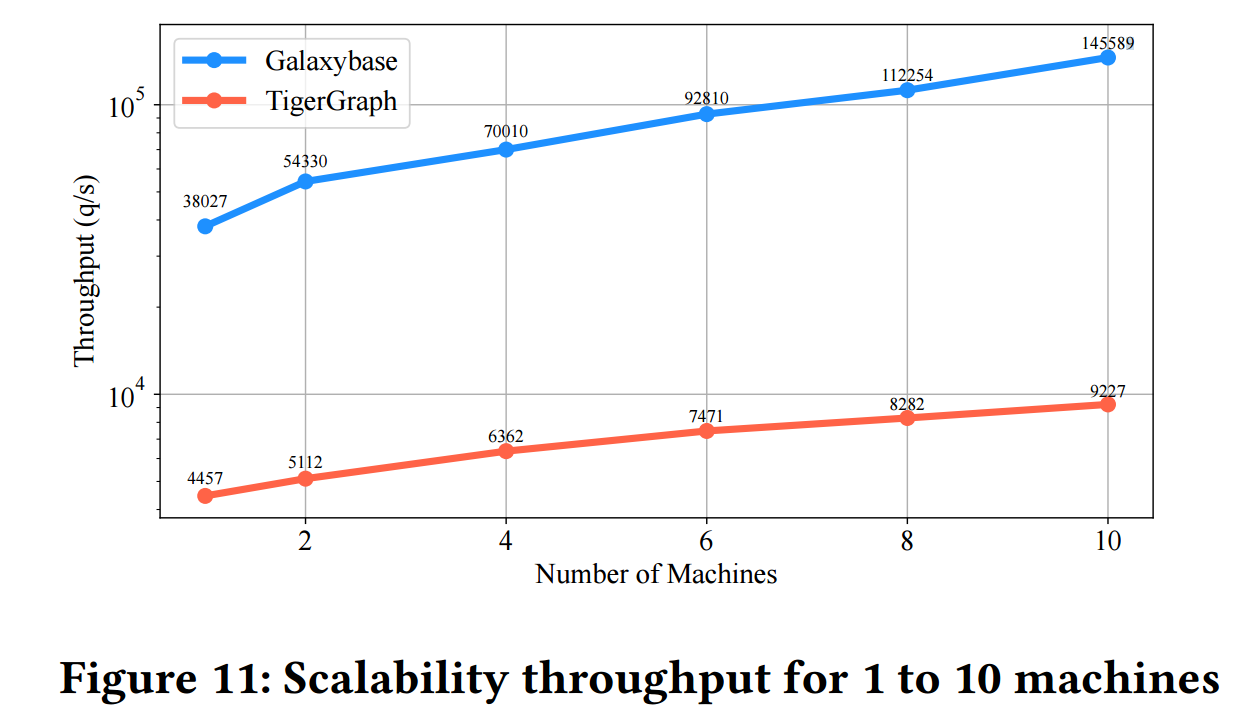 Galaxybase
TigerGraph
145589
112254
92810
70010
54330
38027
10^5
10^4
9227
8282
7471
6362
5112
4457
Throughput (q/s)
2 4 6 8 10
Number of Machines
Figure 11: Scalability throughput for 1 to 10 machines